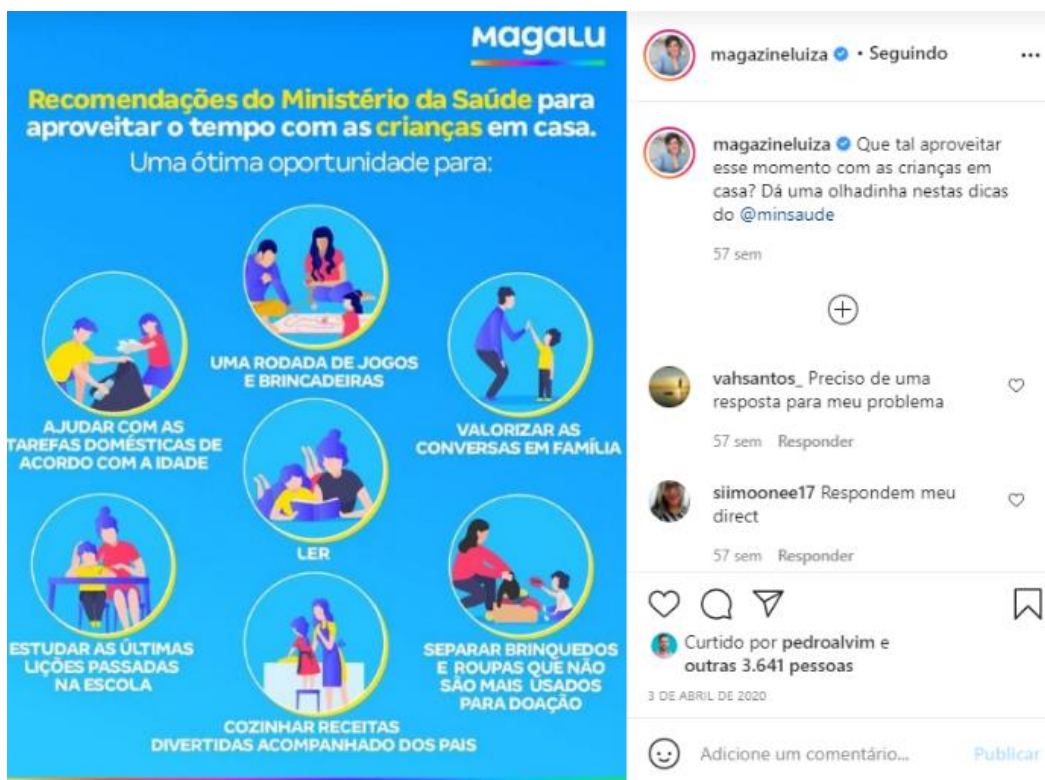 Magalu
Recomendações do Ministério da Saúde para
aproveitar o tempo com as crianças em casa.
Uma ótima oportunidade para:
UMA RODADA DE JOGOS
E BRINCADEIRAS
AJUDAR COM AS
TAREFAS DOMÉSTICAS DE
ACORDO COM A IDADE
VALORIZAR AS
CONVERSAS EM FAMÍLIA
LER
ESTUDAR AS ÚLTIMAS
LIÇÕES PASSADAS
NA ESCOLA
SEPARAR BRINQUEDOS
E ROUPAS QUE NÃO
SÃO MAIS USADOS
PARA DOAÇÃO
COZINHAR RECEITAS
DIVERTIDAS ACOMPANHADO DOS PAIS
magazineluiza • Seguindo
magazineluiza Que tal aproveitar
esse momento com as crianças em
casa? Dá uma olhadinha nestas dicas
do @minsaude
57 sem
vahsantos_ Preciso de uma
resposta para meu problema
57 sem Responder
siimoonee17 Respondem meu
direct
57 sem Responder
Curtido por pedroalvim e
outras 3.641 pessoas
3 DE ABRIL DE 2020
Adicione um comentário... Publicar